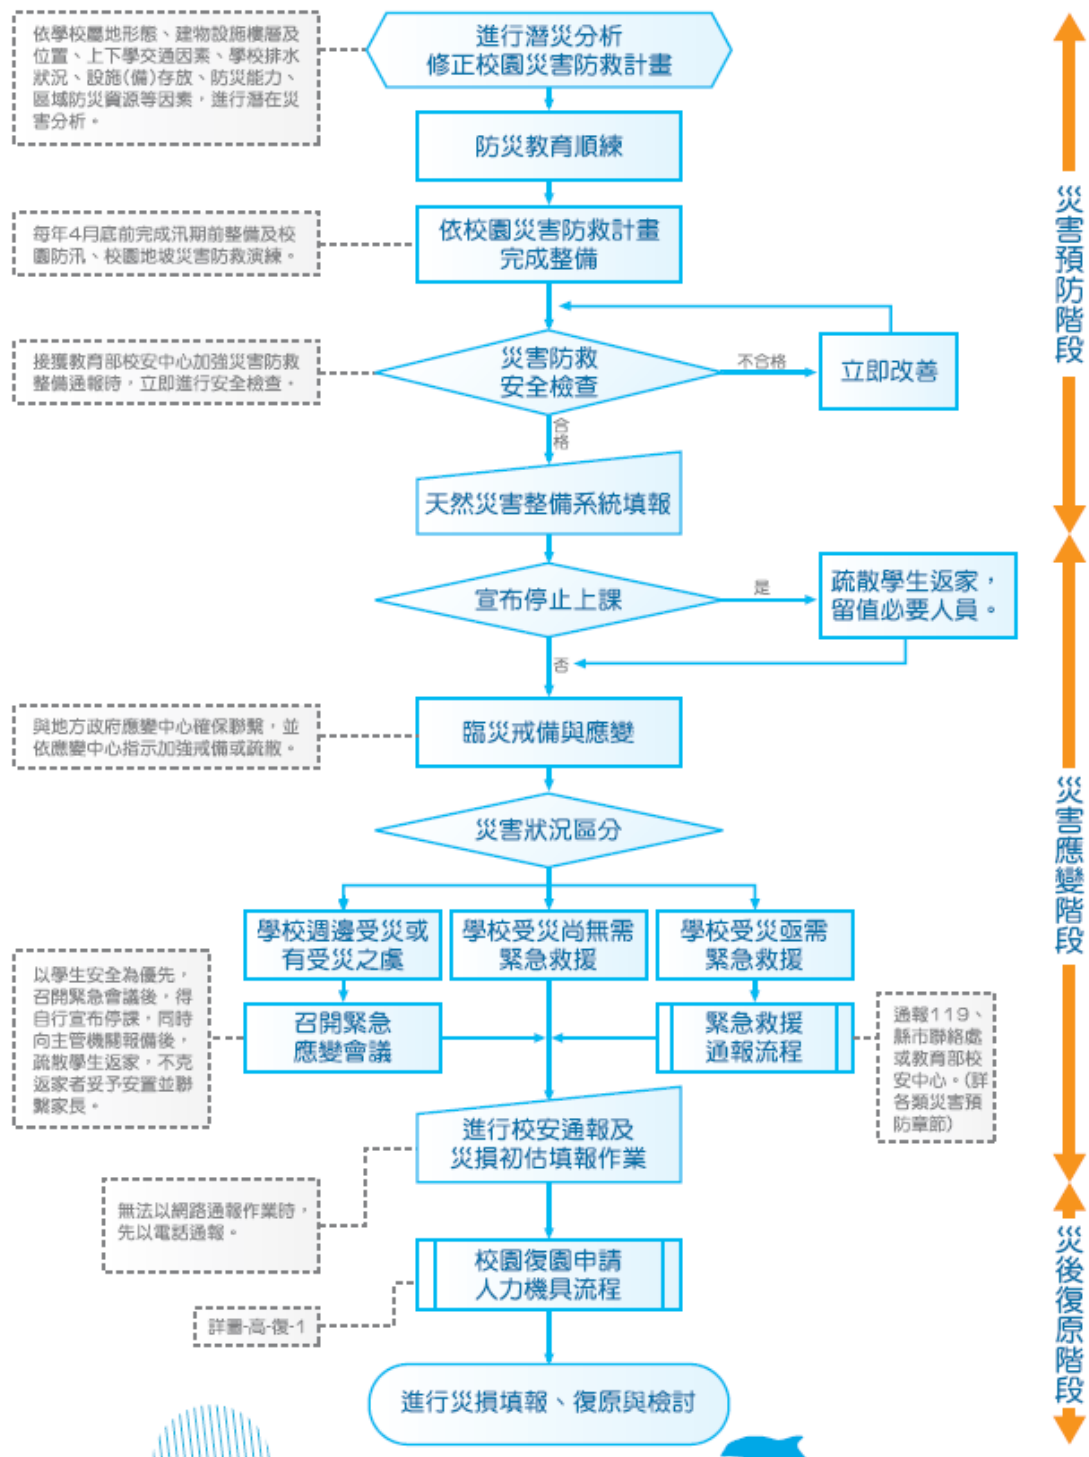 依學校屬地形態、建物設施樓層及
位置、上下學交通因素、學校排水
狀況、設施(備)存放、防災能力、
區域防災資源等因素，進行潛在災
害分析。
進行潛災分析
修正校園災害防救計畫
防災教育順練
每年4月底前完成汛期前整備及校
園防汛、校園地坡災害防救演練。
依校園災害防救計畫
完成整備
災害預防階段
接獲教育部校安中心加強災害防救
整備通報時，立即進行安全檢查。
災害防救
安全檢查
不合格
立即改善
合格
天然災害整備系統填報
宣布停止上課
是
疏散學生返家，
留值必要人員。
否
與地方政府應變中心確保聯繫，並
依應變中心指示加強戒備或疏散。
臨災戒備與應變
災害狀況區分
災害應變階段
學校週邊受災或
有受災之虞
學校受災尚無需
緊急救援
學校受災亟需
緊急救援
以學生安全為優先，
召開緊急會議後，得
自行宣布停課，同時
向主管機關報備後，
疏散學生返家，不克
返家者妥予安置並聯
繫家長。
召開緊急
應變會議
緊急救援
通報流程
通報119、
縣市聯絡處
或教育部校
安中心。(詳
各類災害預
防章節)
進行校安通報及
災損初估填報作業
無法以網路通報作業時，
先以電話通報。
校園復園申請
人力機具流程
詳圖-高-復-1
災後復原階段
進行災損填報、復原與檢討